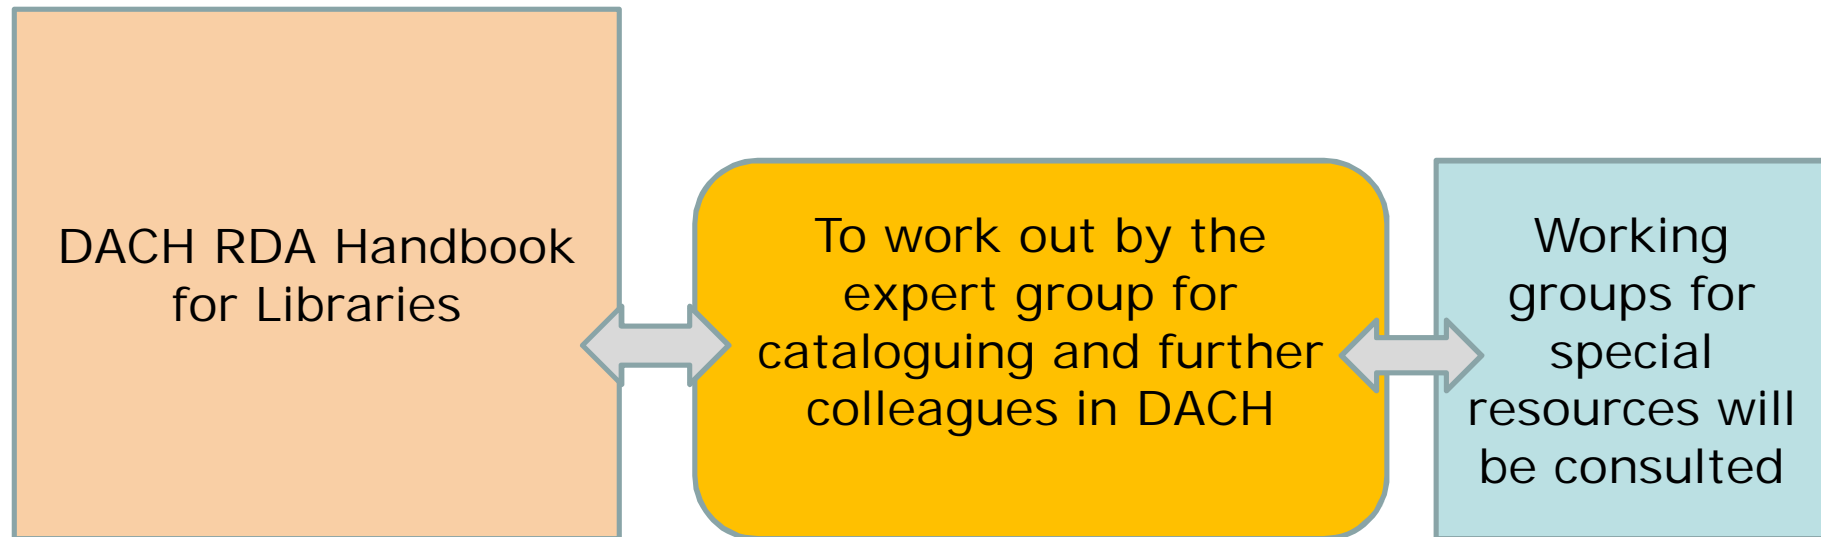 DACH RDA Handbook
for Libraries
To work out by the
expert group for
cataloguing and further
colleagues in DACH
Working
groups for
special
resources will
be consulted